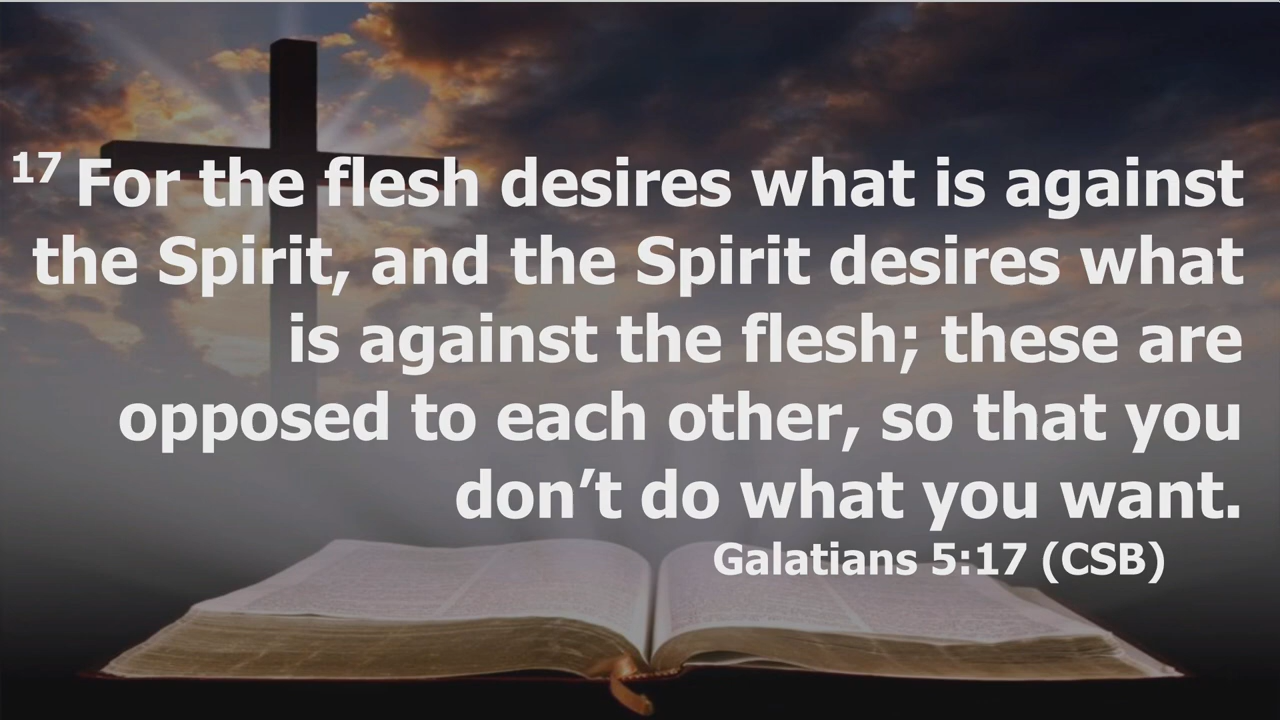 17 For the flesh desires what is against
the Spirit, and the Spirit desires what
is against the flesh; these are
opposed to each other, so that you
don’t do what you want.
Galatians 5:17 (CSB)